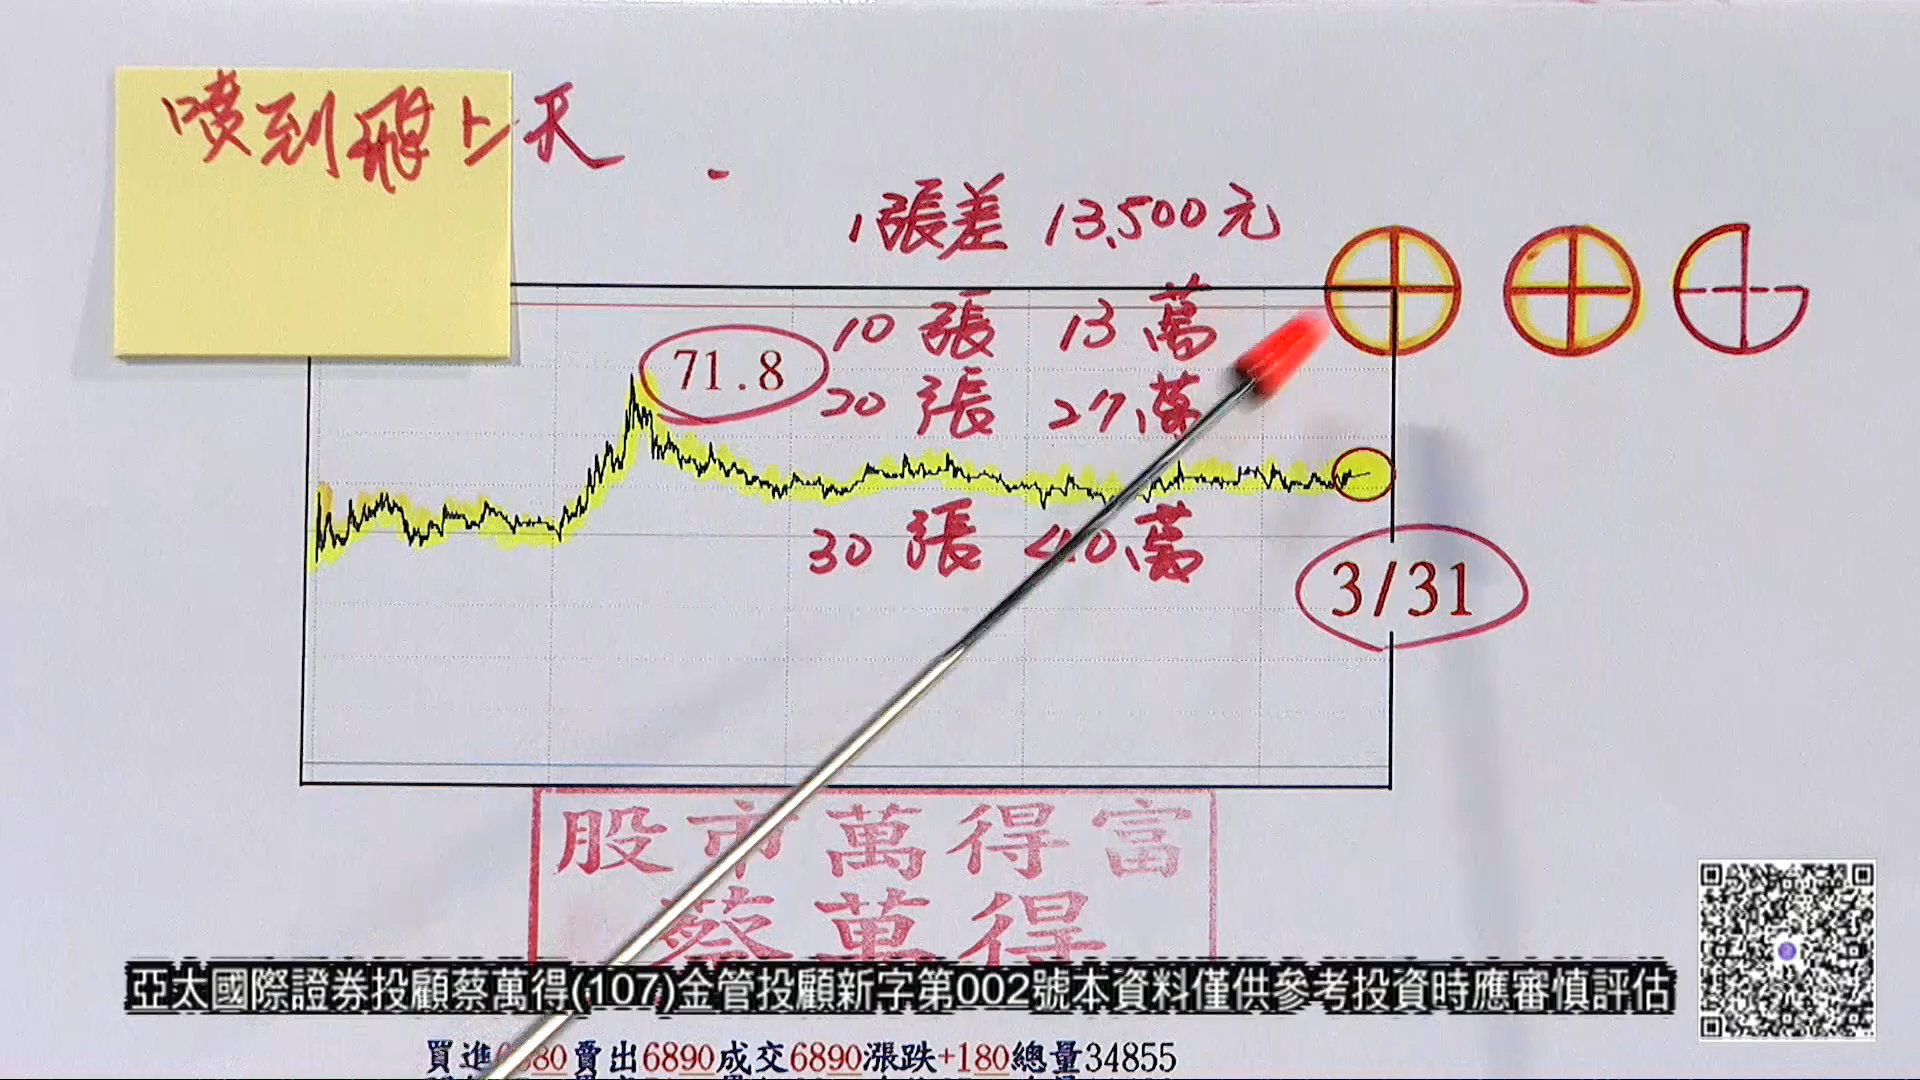 噴到飛上天
1張差 13,500元
10張 13萬
71.8
20張 27萬
30張 40萬
3/31
股市萬得富
蔡萬得
亞太國際證券投顧蔡萬得(107)金管投顧新字第002號本資料僅供參考投資時應審慎評估
買進6880賣出6890成交6890漲跌+180總量34855